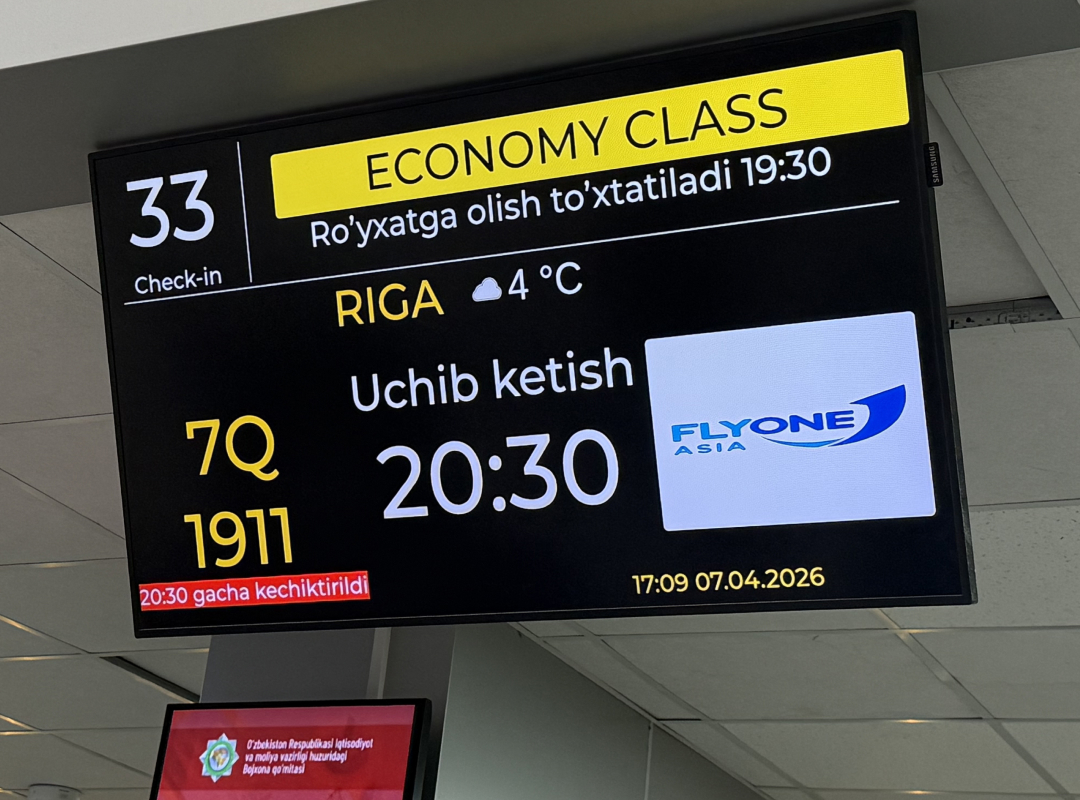 33
Check-in
ECONOMY CLASS
Ro'yxatga olish to'xtatiladi 19:30
RIGA 4 °C
Uchib ketish
20:30
7Q
1911
20:30 gacha kechiktirildi
FLYONE
ASIA
17:09 07.04.2026
SAMSUNG
O'zbekiston Respublikasi Iqtisodiyot
va moliya vazirligi huzuridagi
Bojxona qo'mitasi